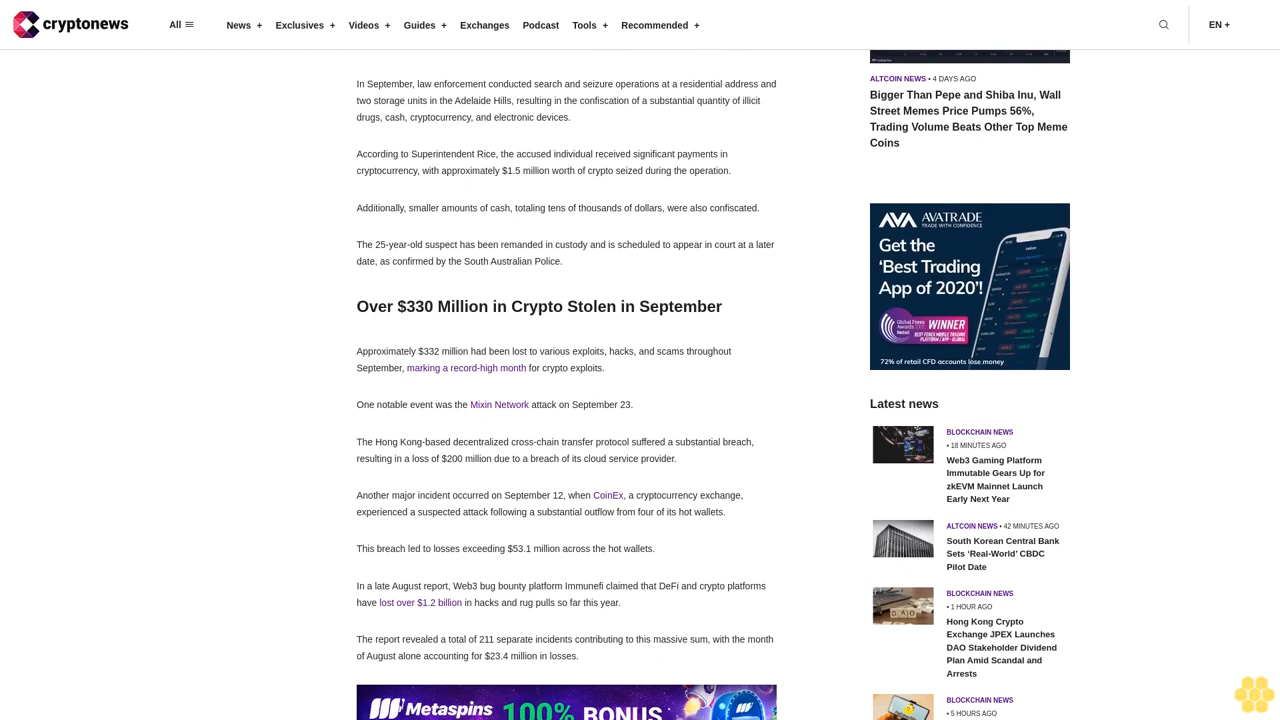 cryptonews
All
News +
Exclusives +
Videos +
Guides +
Exchanges
Podcast
Tools +
Recommended +
EN +
In September, law enforcement conducted search and seizure operations at a residential address and
two storage units in the Adelaide Hills, resulting in the confiscation of a substantial quantity of illicit
drugs, cash, cryptocurrency, and electronic devices.
According to Superintendent Rice, the accused individual received significant payments in
cryptocurrency, with approximately $1.5 million worth of crypto seized during the operation.
Additionally, smaller amounts of cash, totaling tens of thousands of dollars, were also confiscated.
The 25-year-old suspect has been remanded in custody and is scheduled to appear in court at a later
date, as confirmed by the South Australian Police.
Over $330 Million in Crypto Stolen in September
Approximately $332 million had been lost to various exploits, hacks, and scams throughout
September, marking a record-high month for crypto exploits.
One notable event was the Mixin Network attack on September 23.
The Hong Kong-based decentralized cross-chain transfer protocol suffered a substantial breach,
resulting in a loss of $200 million due to a breach of its cloud service provider.
Another major incident occurred on September 12, when CoinEx, a cryptocurrency exchange,
experienced a suspected attack following a substantial outflow from four of its hot wallets.
This breach led to losses exceeding $53.1 million across the hot wallets.
In a late August report, Web3 bug bounty platform Immunefi claimed that DeFi and crypto platforms
have lost over $1.2 billion in hacks and rug pulls so far this year.
The report revealed a total of 211 separate incidents contributing to this massive sum, with the month
of August alone accounting for $23.4 million in losses.
Metaspins 100% BONUS
ALTCOIN NEWS • 4 DAYS AGO
Bigger Than Pepe and Shiba Inu, Wall
Street Memes Price Pumps 56%,
Trading Volume Beats Other Top Meme
Coins
AVA AVATRADE
TRADE WITH CONFIDENCE
Get the
'Best Trading
App of 2020'!
Global Forex
Awards
WINNER
BEST FOREX MOBILE TRADING
PLATFORM / APP - GLOBAL
72% of retail CFD accounts lose money
Latest news
BLOCKCHAIN NEWS
• 18 MINUTES AGO
Web3 Gaming Platform
Immutable Gears Up for
zkEVM Mainnet Launch
Early Next Year
ALTCOIN NEWS • 42 MINUTES AGO
South Korean Central Bank
Sets ‘Real-World’ CBDC
Pilot Date
BLOCKCHAIN NEWS
• 1 HOUR AGO
Hong Kong Crypto
Exchange JPEX Launches
DAO Stakeholder Dividend
Plan Amid Scandal and
Arrests
BLOCKCHAIN NEWS
• 5 HOURS AGO